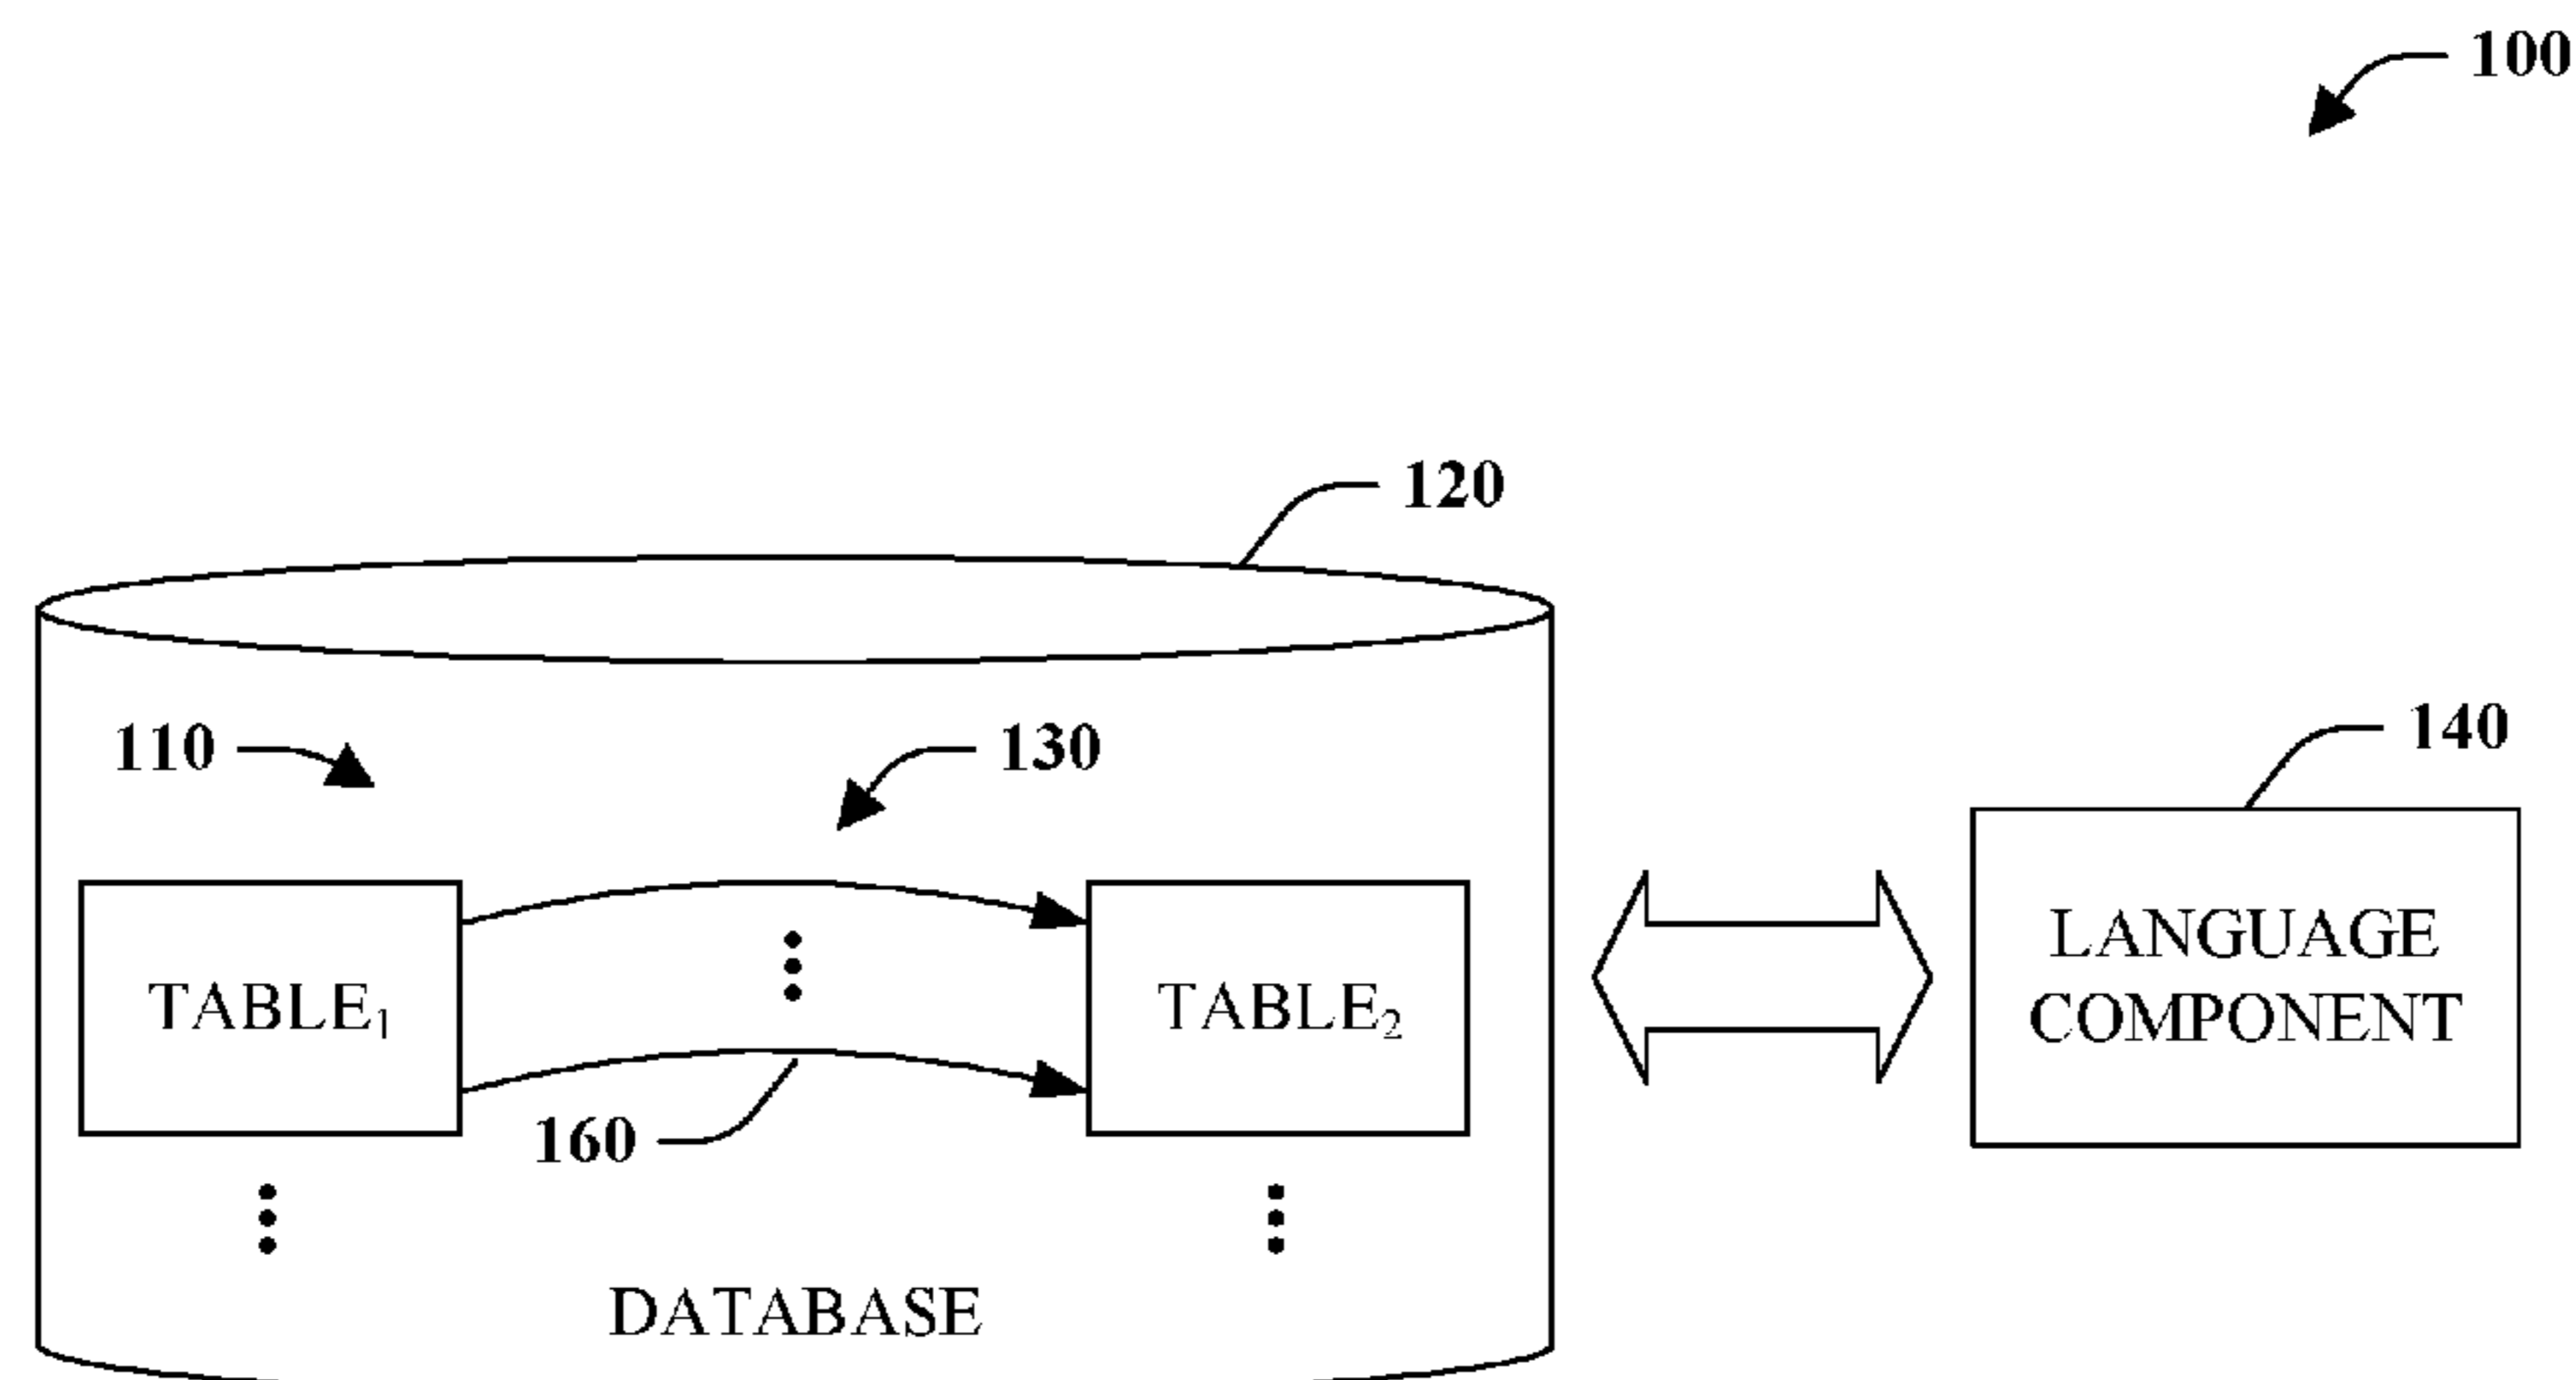 100
120
110
130
140
TABLE₁
TABLE₂
LANGUAGE
COMPONENT
160
DATABASE